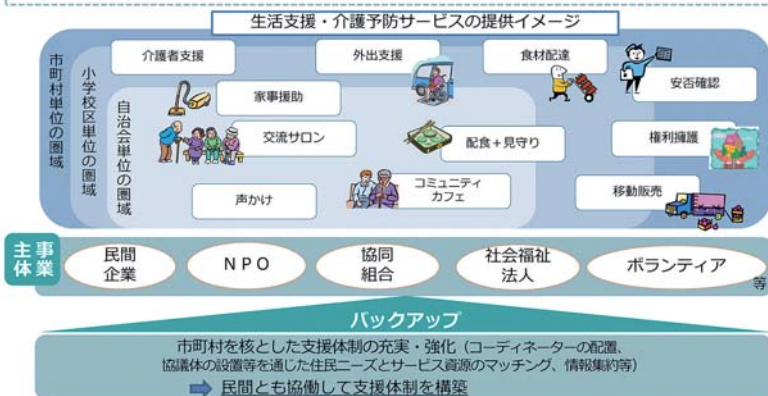 生活支援・介護予防サービスの提供イメージ
市町村単位の圏域
小学校区単位の圏域
自治会単位の圏域
介護者支援
外出支援
食材配達
安否確認
家事援助
交流サロン
配食+見守り
権利擁護
声かけ
コミュニティ
カフェ
移動販売
事業
主体
民間
企業
NPO
協同
組合
社会福祉
法人
ボランティア
等
バックアップ
市町村を核とした支援体制の充実・強化（コーディネーターの配置、
協議体の設置等を通じた住民ニーズとサービス資源のマッチング、情報集約等）
➡ 民間とも協働して支援体制を構築